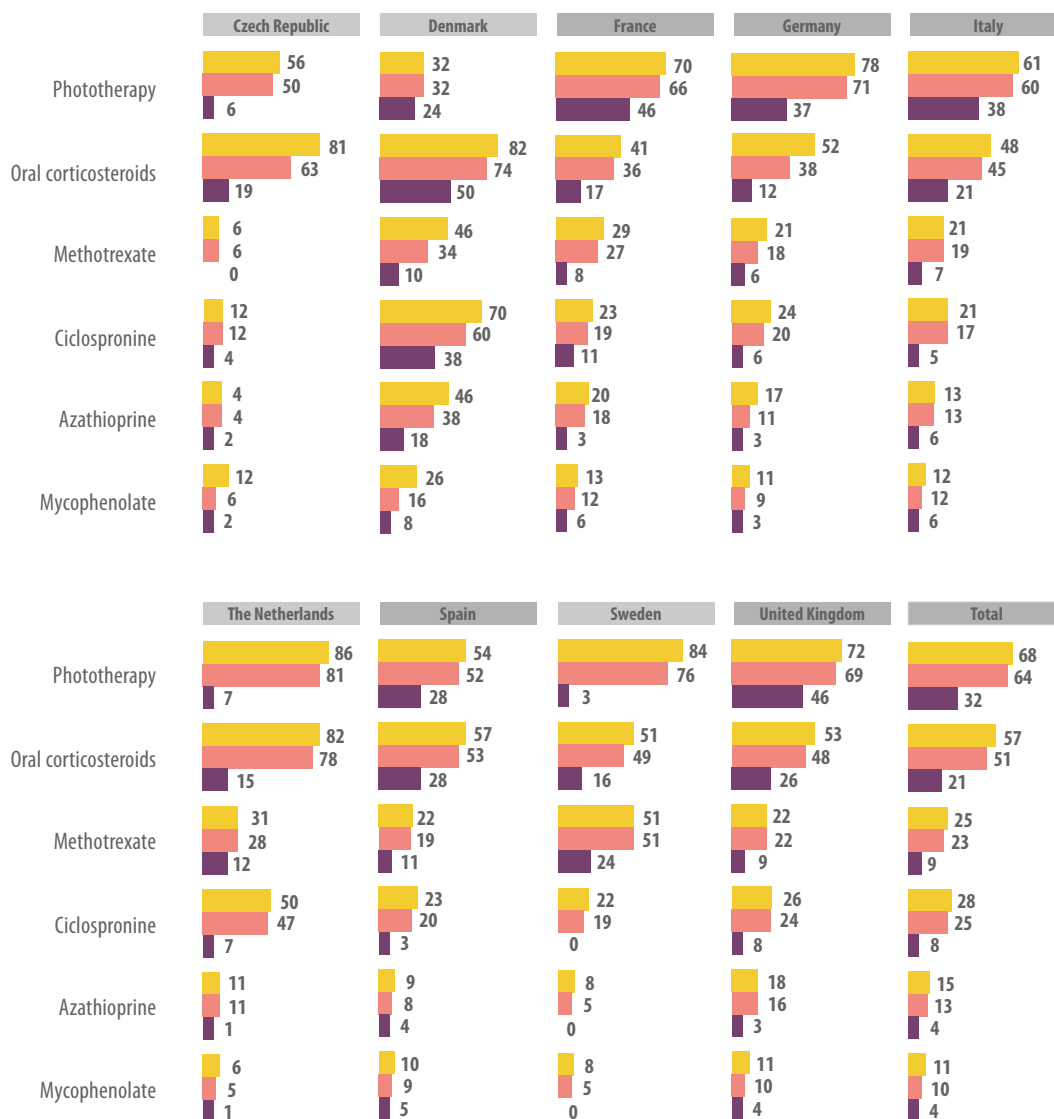 Czech Republic Denmark France Germany Italy
56 32 70 78 61
Phototherapy 50 32 66 71 60
6 24 46 37 38
81 82 41 52 48
Oral corticosteroids 63 74 36 38 45
19 50 17 12 21
6 46 29 21 21
Methotrexate 6 34 27 18 19
0 10 8 6 7
12 70 23 24 21
Ciclospronine 12 60 19 20 17
4 38 11 6 5
4 46 20 17 13
Azathioprine 4 38 18 11 13
2 18 3 3 6
12 26 13 11 12
Mycophenolate 6 16 12 9 12
2 8 6 3 6
The Netherlands Spain Sweden United Kingdom Total
86 54 84 72 68
Phototherapy 81 52 76 69 64
7 28 3 46 32
82 57 51 53 57
Oral corticosteroids 78 53 49 48 51
15 28 16 26 21
31 22 51 22 25
Methotrexate 28 19 51 22 23
12 11 24 9 9
50 23 22 26 28
Ciclospronine 47 20 19 24 25
7 3 0 8 8
11 9 8 18 15
Azathioprine 11 8 5 16 13
1 4 0 3 4
6 10 8 11 11
Mycophenolate 5 9 5 10 10
1 5 0 4 4